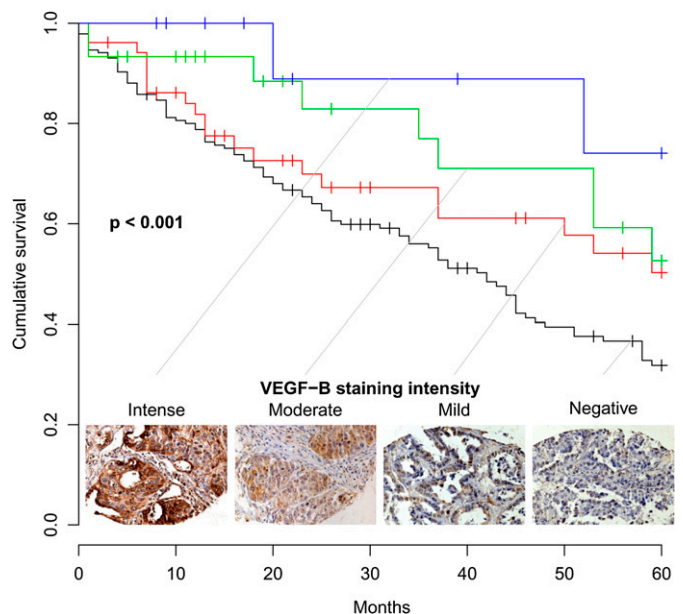 1.0
0.8
0.6
0.4
0.2
0.0
Cumulative survival
p < 0.001
VEGF−B staining intensity
Intense Moderate Mild Negative
0 10 20 30 40 50 60
Months